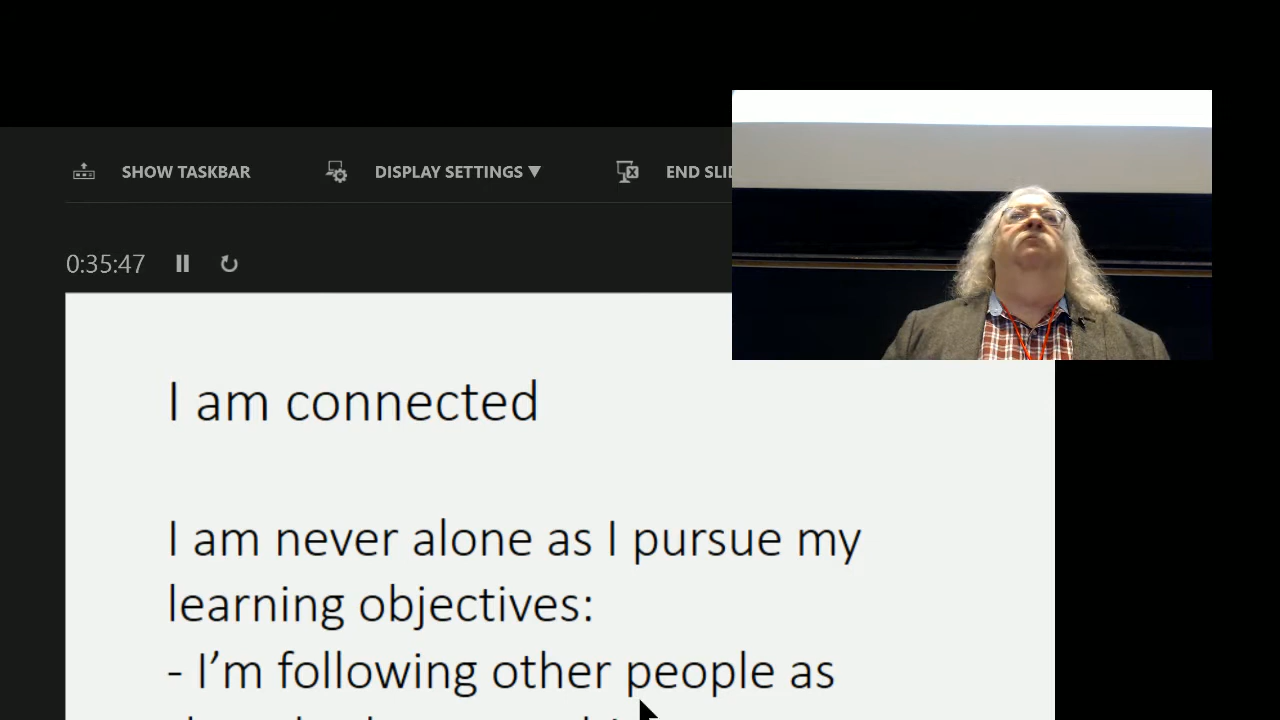 SHOW TASKBAR DISPLAY SETTINGS ▼ END SLI
0:35:47
I am connected
I am never alone as I pursue my
learning objectives:
- I’m following other people as